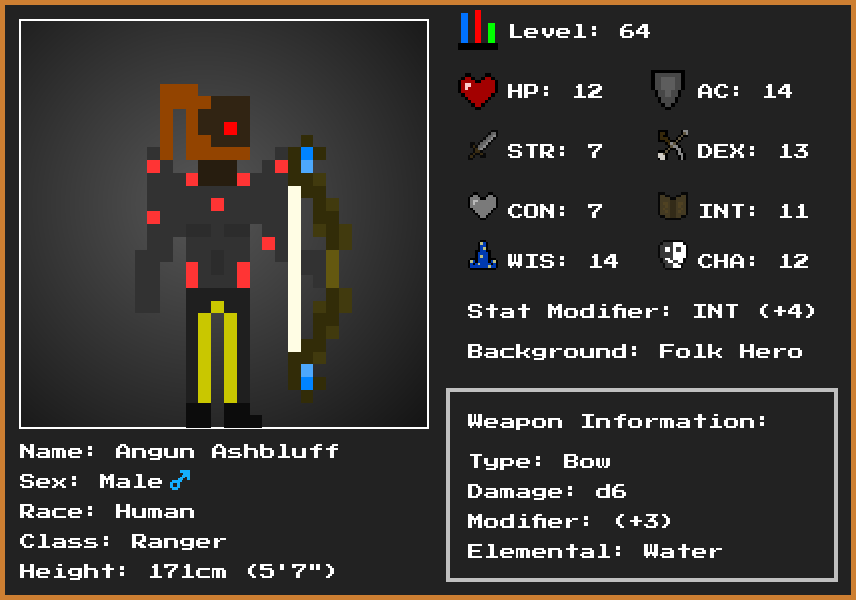 Level: 64
HP: 12
AC: 14
STR: 7
DEX: 13
CON: 7
INT: 11
WIS: 14
CHA: 12
Stat Modifier: INT (+4)
Background: Folk Hero
Weapon Information:
Type: Bow
Damage: d6
Modifier: (+3)
Elemental: Water
Name: Angun Ashbluff
Sex: Male♂
Race: Human
Class: Ranger
Height: 171cm (5'7")